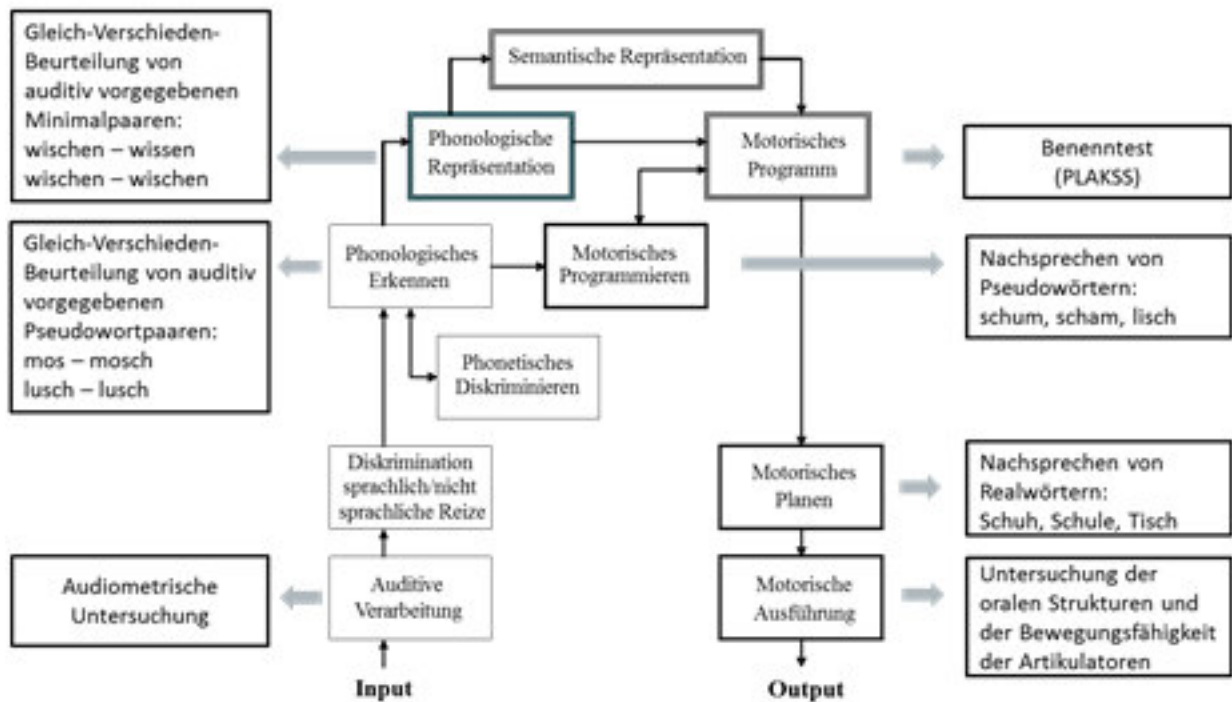 Gleich-Verschieden-
Beurteilung von
auditiv vorgegebenen
Minimalpaaren:
wischen – wissen
wischen – wischen
Gleich-Verschieden-
Beurteilung von auditiv
vorgegebenen
Pseudowortpaaren:
mos – mosch
lusch – lusch
Audiometrische
Untersuchung
Semantische Repräsentation
Phonologische
Repräsentation
Motorisches
Programm
Phonologisches
Erkennen
Motorisches
Programmieren
Phonetisches
Diskriminieren
Diskrimination
sprachlich/nicht
sprachliche Reize
Auditive
Verarbeitung
Input
Motorisches
Planen
Motorische
Ausführung
Output
Benenntest
(PLAKSS)
Nachsprechen von
Pseudowörtern:
schum, scham, lisch
Nachsprechen von
Realwörtern:
Schuh, Schule, Tisch
Untersuchung der
oralen Strukturen und
der Bewegungsfähigkeit
der Artikulatoren